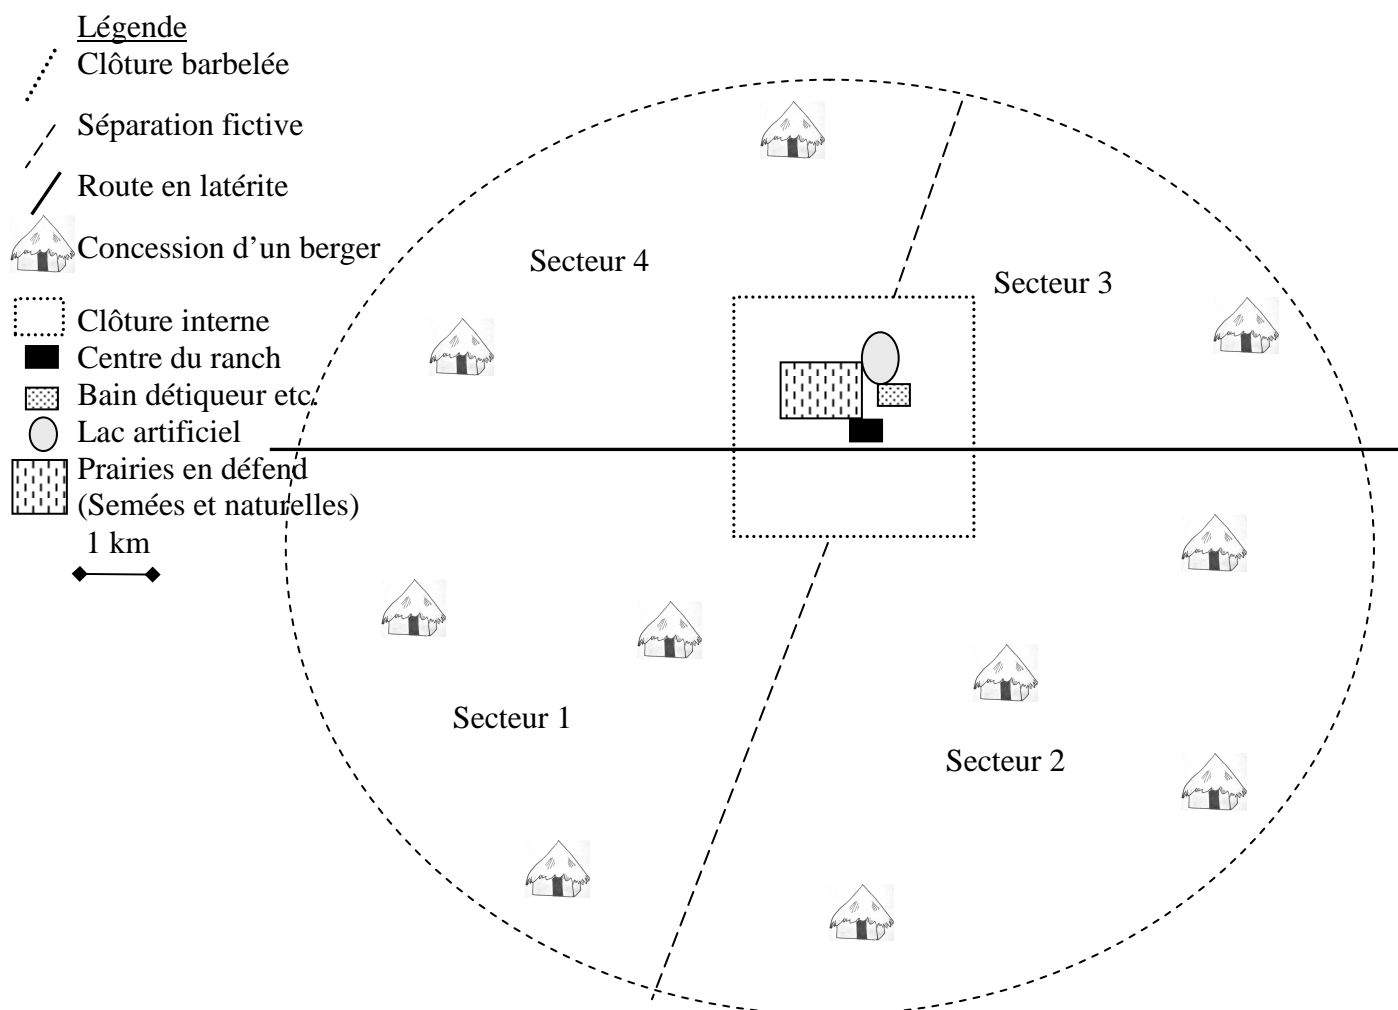 Légende
Clôture barbelée
Séparation fictive
Route en latérite
Concession d’un berger
Clôture interne
Centre du ranch
Bain détiqueur etc.
Lac artificiel
Prairies en défend
(Semées et naturelles)
1 km
Secteur 4
Secteur 3
Secteur 1
Secteur 2